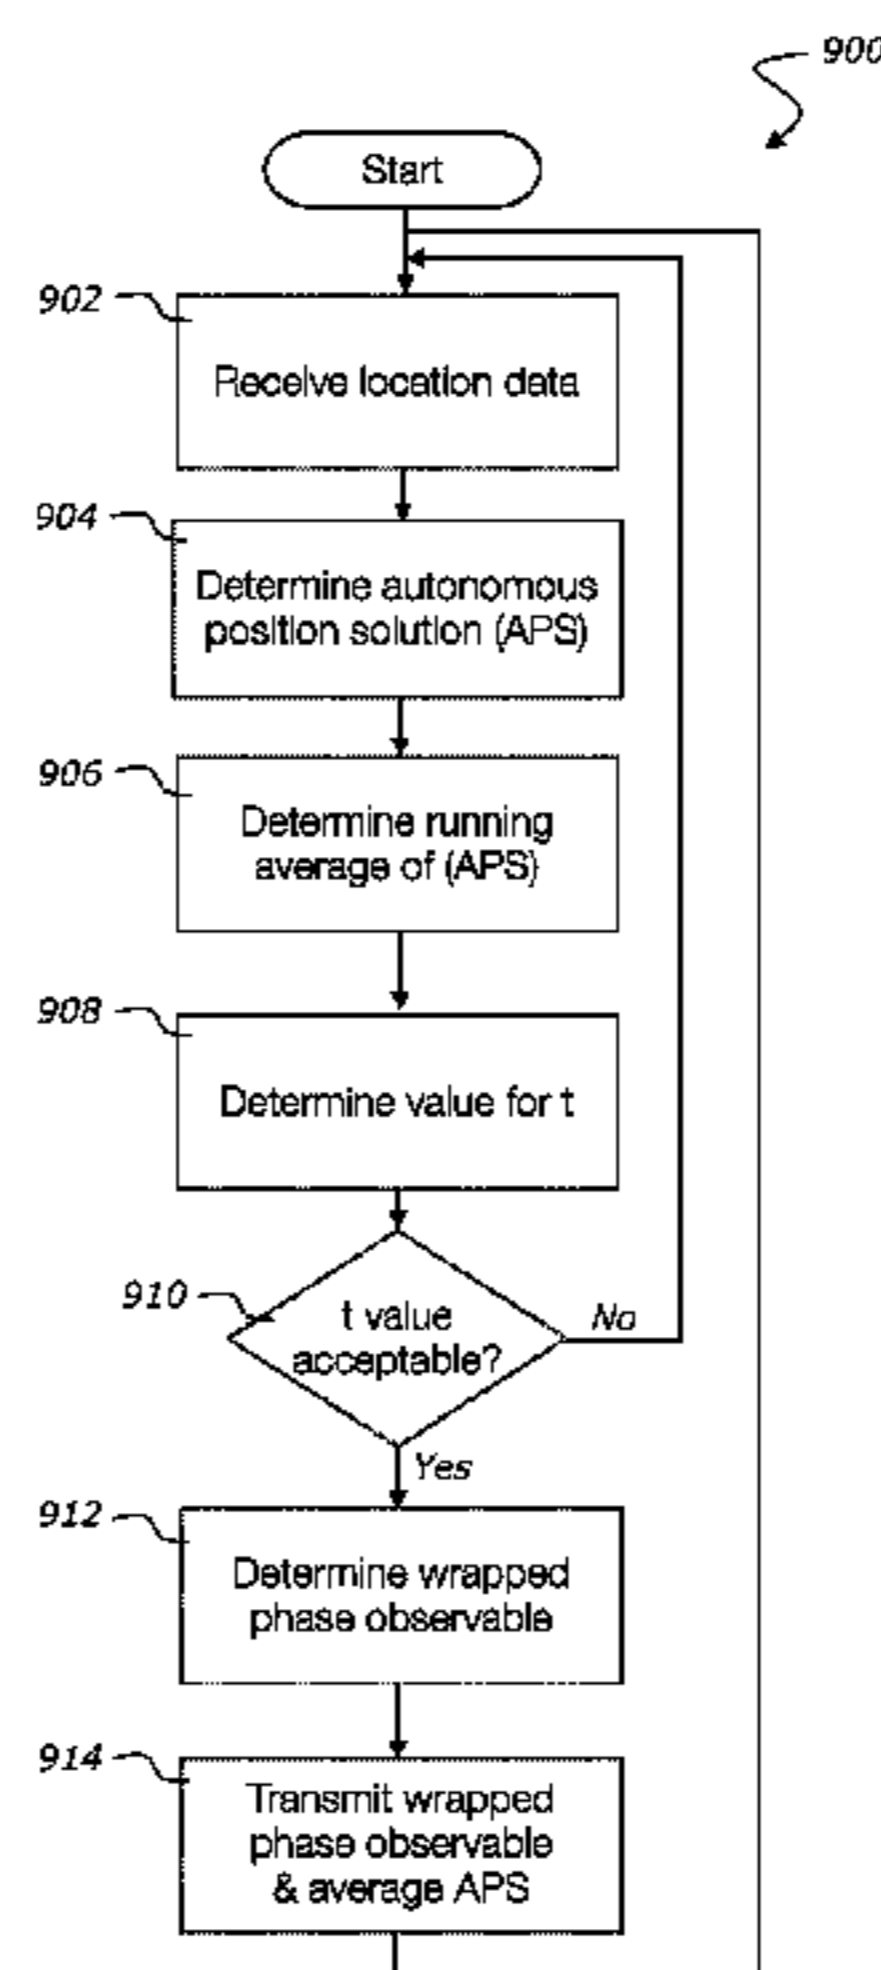 900
Start
902
Receive location data
904
Determine autonomous
position solution (APS)
906
Determine running
average of (APS)
908
Determine value for t
910
t value
acceptable?
No
Yes
912
Determine wrapped
phase observable
914
Transmit wrapped
phase observable
& average APS